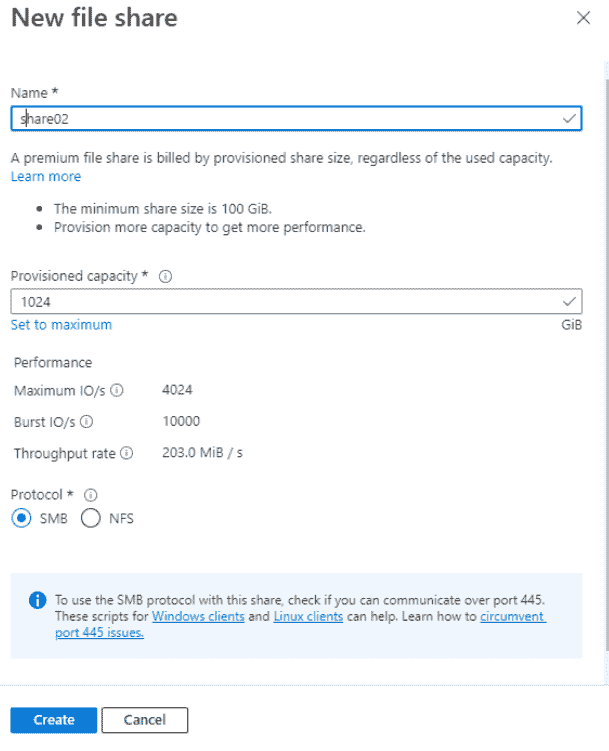 New file share
Name *
share02
A premium file share is billed by provisioned share size, regardless of the used capacity.
Learn more
• The minimum share size is 100 GiB.
• Provision more capacity to get more performance.
Provisioned capacity *
1024
Set to maximum GiB
Performance
Maximum IO/s 4024
Burst IO/s 10000
Throughput rate 203.0 MiB / s
Protocol *
SMB NFS
To use the SMB protocol with this share, check if you can communicate over port 445.
These scripts for Windows clients and Linux clients can help. Learn how to circumvent
port 445 issues.
Create Cancel